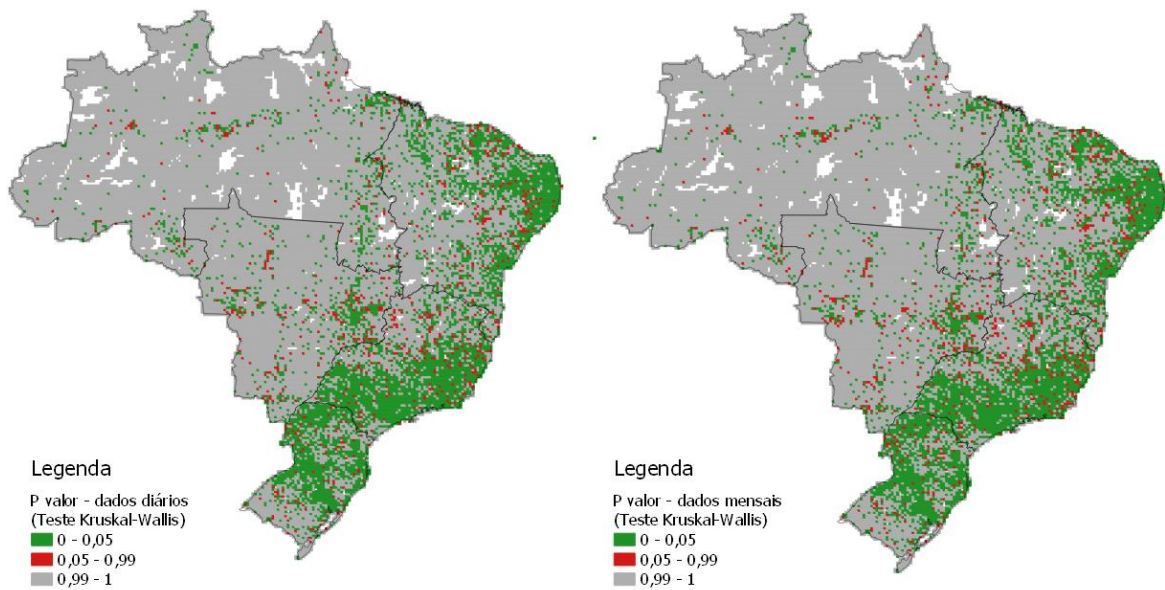 Legenda
P valor - dados diários
(Teste Kruskal-Wallis)
0 - 0,05
0,05 - 0,99
0,99 - 1
Legenda
P valor - dados mensais
(Teste Kruskal-Wallis)
0 - 0,05
0,05 - 0,99
0,99 - 1